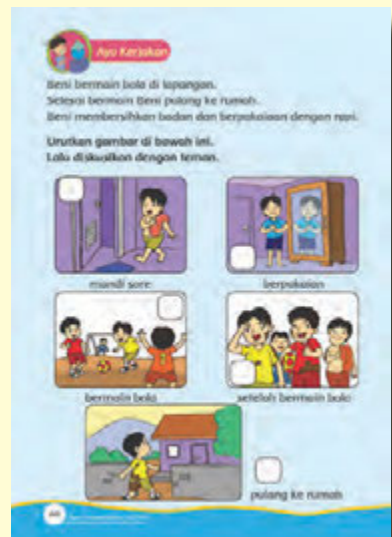 Ayo Kerjakan
Beni bermain bola di lapangan.
Selesai bermain Beni pulang ke rumah.
Beni membersihkan badan dan berpakaian dengan rapi.
Urutkan gambar di bawah ini.
Lalu diskusikan dengan teman.
mandi sore
berpakaian
bermain bola
setelah bermain bola
pulang ke rumah